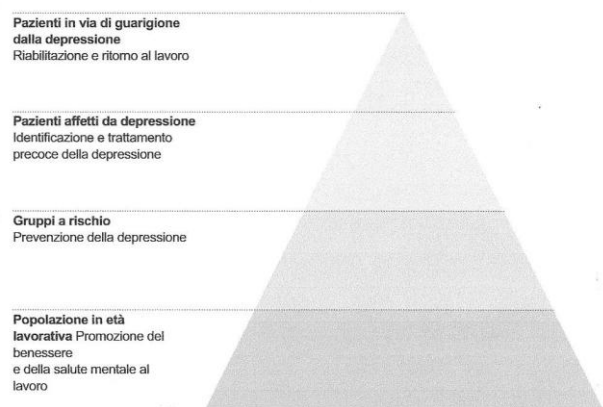 Pazienti in via di guarigione
dalla depressione
Riabilitazione e ritorno al lavoro
Pazienti affetti da depressione
Identificazione e trattamento
precoce della depressione
Gruppi a rischio
Prevenzione della depressione
Popolazione in età
lavorativa Promozione del
benessere
e della salute mentale al
lavoro